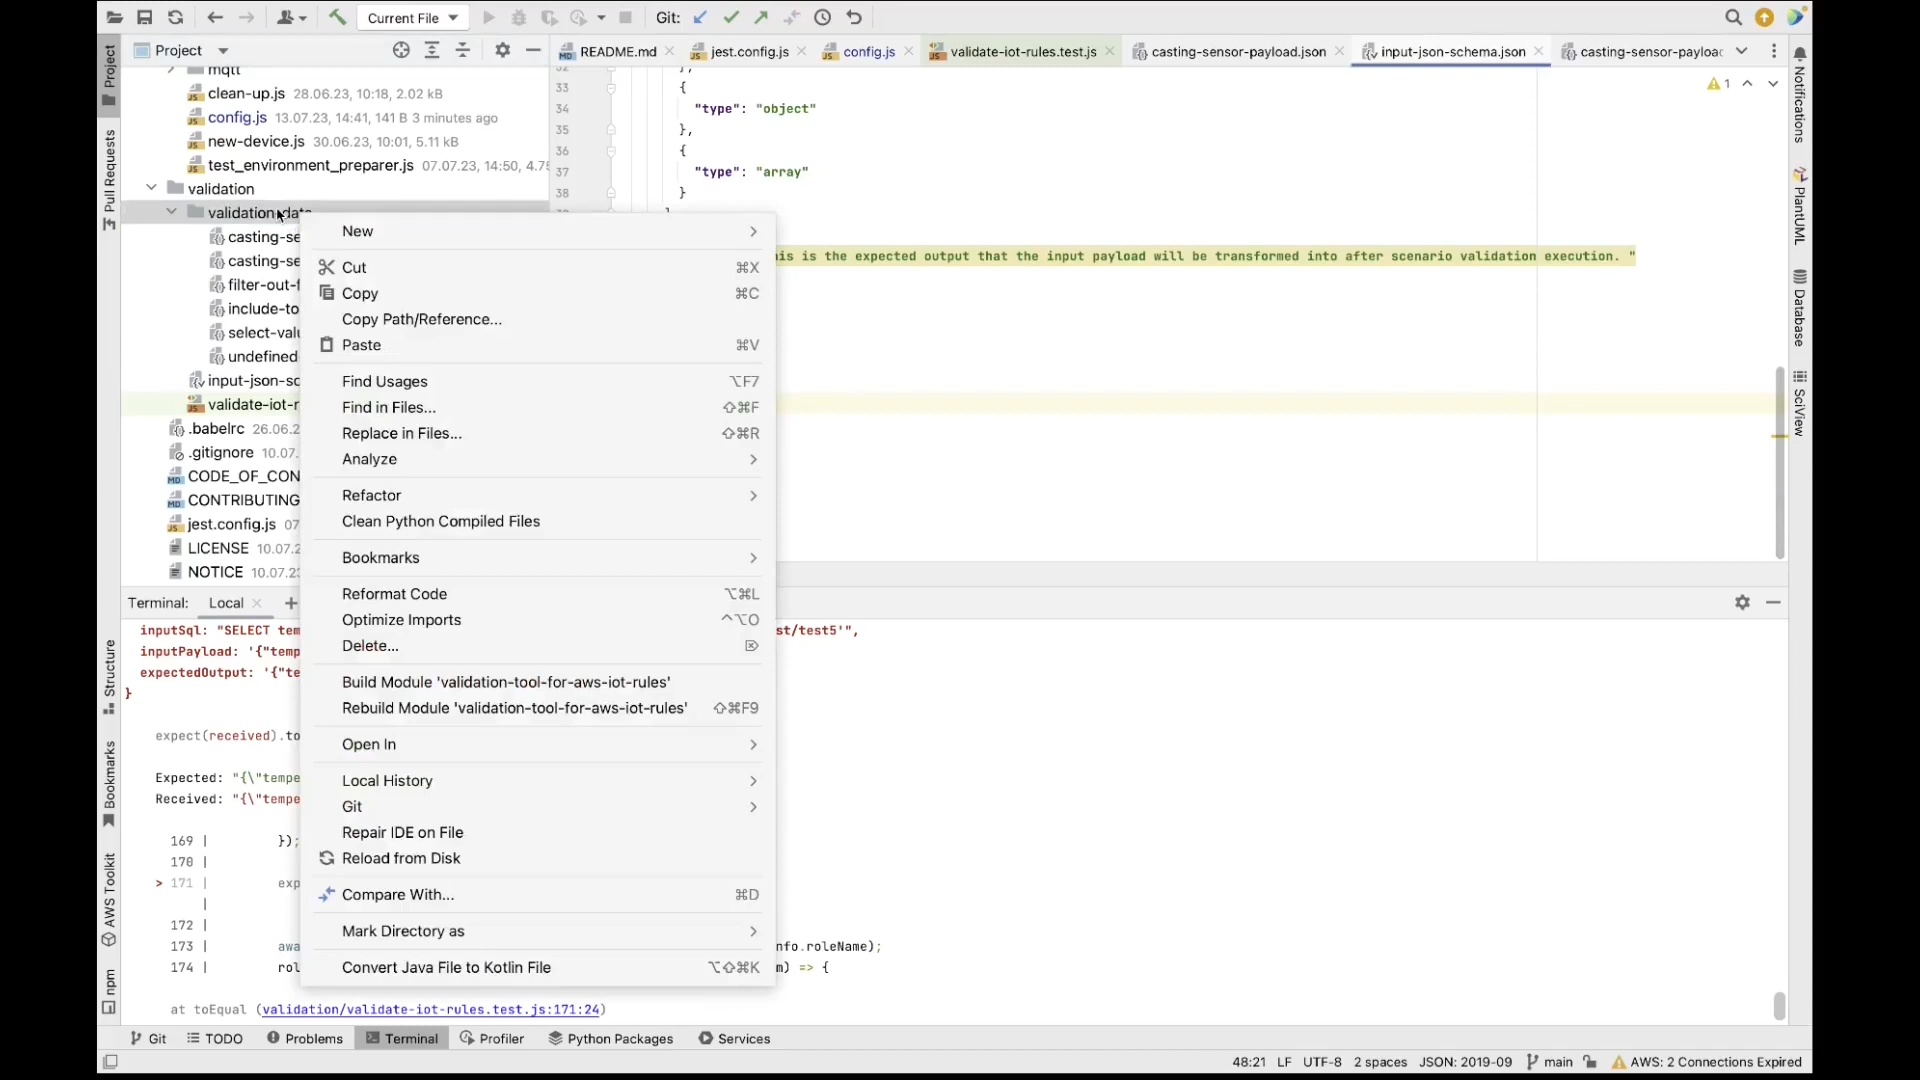 Current File
Git:
Project
README.md
jest.config.js
config.js
validate-iot-rules.test.js
casting-sensor-payload.json
input-json-schema.json
casting-sensor-payloa
Project
Pull Requests
Structure
Bookmarks
AWS Toolkit
npm
mqtt
clean-up.js 28.06.23, 10:18, 2.02 kB
config.js 13.07.23, 14:41, 141 B 3 minutes ago
new-device.js 30.06.23, 10:01, 5.11 kB
test_environment_preparer.js 07.07.23, 14:50, 4.75
validation
validation-data
casting-se
casting-se
filter-out-f
include-to
select-valu
undefined
input-json-sc
validate-iot-r
.babelrc 26.06.2
.gitignore 10.07.
CODE_OF_CON
CONTRIBUTING
jest.config.js 07
LICENSE 10.07.2
NOTICE 10.07.23
32 },
33 {
34 "type": "object"
35 },
36 {
37 "type": "array"
38 }
his is the expected output that the input payload will be transformed into after scenario validation execution. "
1
Notifications
PlantUML
Database
SciView
New
Cut ⌘X
Copy ⌘C
Copy Path/Reference...
Paste ⌘V
Find Usages ⌥F7
Find in Files... ⇧⌘F
Replace in Files... ⇧⌘R
Analyze
Refactor
Clean Python Compiled Files
Bookmarks
Reformat Code ⌥⌘L
Optimize Imports ^⌥O
Delete... ⌦
Build Module 'validation-tool-for-aws-iot-rules'
Rebuild Module 'validation-tool-for-aws-iot-rules' ⇧⌘F9
Open In
Local History
Git
Repair IDE on File
Reload from Disk
Compare With... ⌘D
Mark Directory as
Convert Java File to Kotlin File ⌥⇧⌘K
Terminal: Local
inputSql: "SELECT tem st/test5'",
inputPayload: '{"temp
expectedOutput: '{"te
}
expect(received).to
Expected: "{\"tempe
Received: "{\"tempe
169 | });
170 |
> 171 | exp
|
172 |
173 | awa nfo.roleName);
174 | rol m) => {
at toEqual (validation/validate-iot-rules.test.js:171:24)
Git
TODO
Problems
Terminal
Profiler
Python Packages
Services
48:21 LF UTF-8 2 spaces JSON: 2019-09 main AWS: 2 Connections Expired